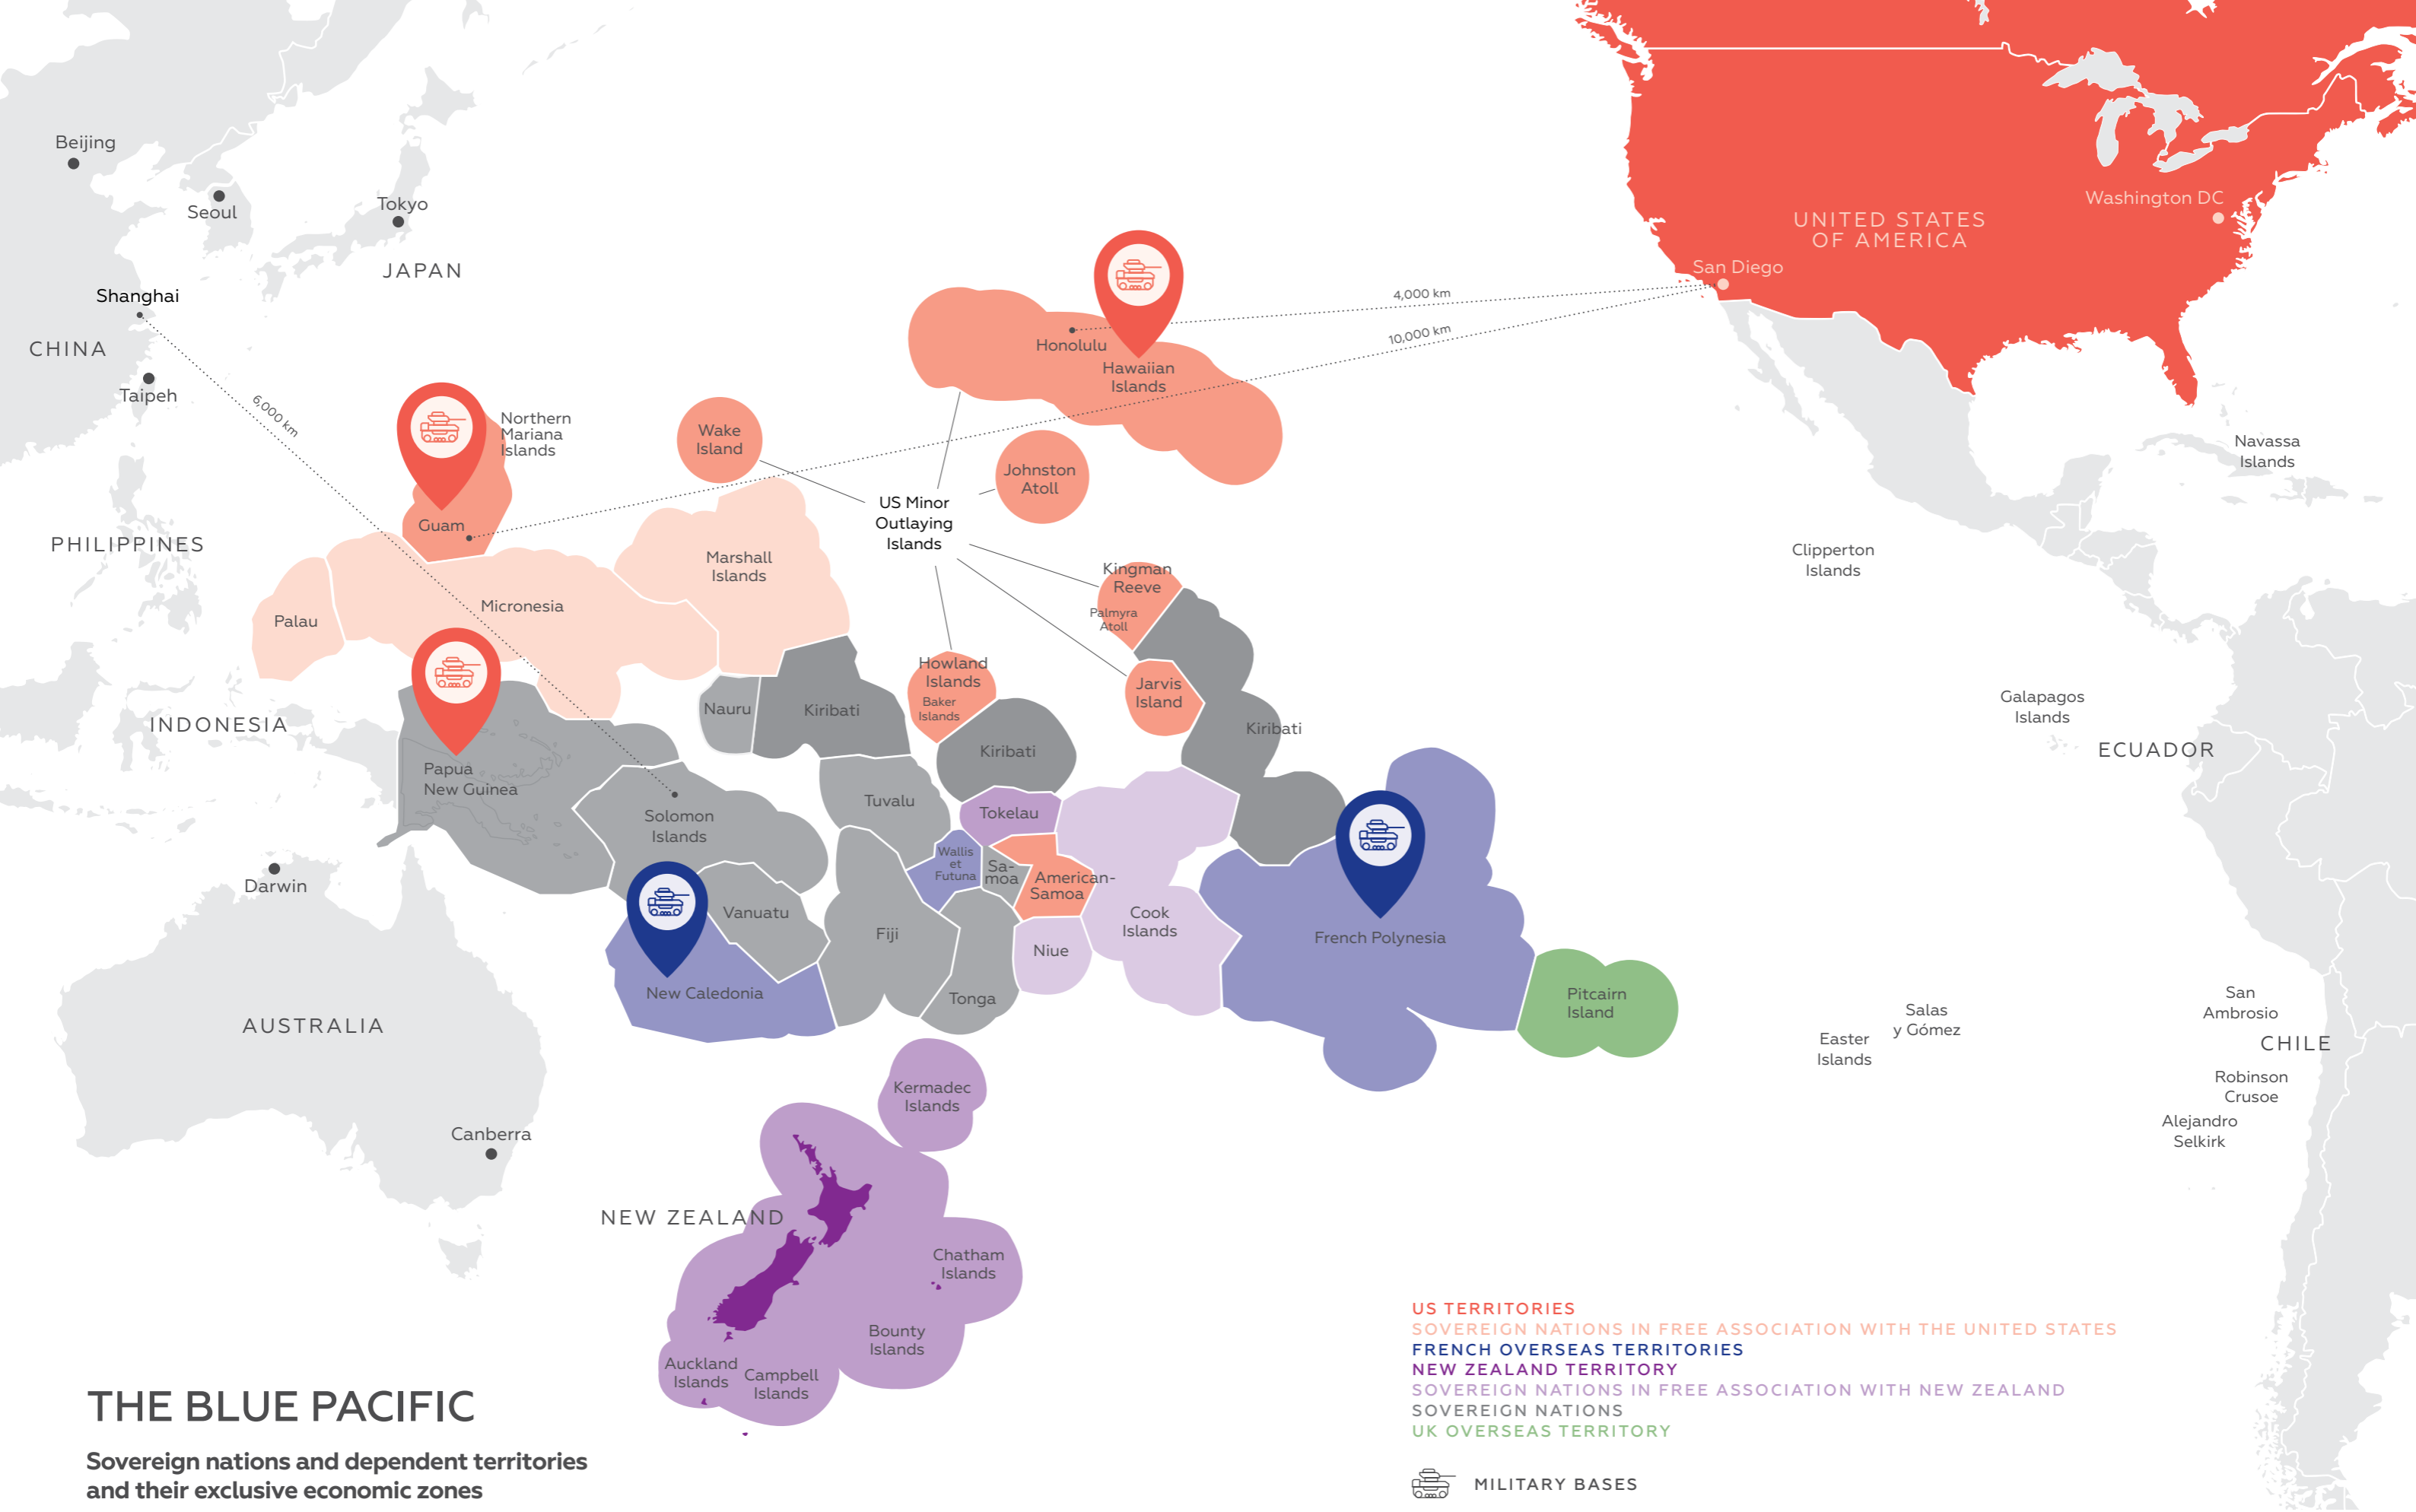 Beijing
Seoul
Tokyo
JAPAN
Shanghai
CHINA
Taipeh
6,000 km
PHILIPPINES
INDONESIA
Northern
Mariana
Islands
Guam
Wake
Island
Honolulu
Hawaiian
Islands
Johnston
Atoll
4,000 km
10,000 km
UNITED STATES
OF AMERICA
Washington DC
San Diego
US Minor
Outlaying
Islands
Navassa
Islands
Clipperton
Islands
Galapagos
Islands
ECUADOR
Palau
Micronesia
Marshall
Islands
Kingman
Reeve
Palmyra
Atoll
Howland
Islands
Baker
Islands
Jarvis
Island
Nauru
Kiribati
Kiribati
Kiribati
Papua
New Guinea
Solomon
Islands
Tuvalu
Tokelau
Wallis
et
Futuna
Sa-
moa
American-
Samoa
Vanuatu
Fiji
Niue
Cook
Islands
Tonga
New Caledonia
French Polynesia
Pitcairn
Island
Darwin
AUSTRALIA
Canberra
Easter
Islands
Salas
y Gómez
San
Ambrosio
CHILE
Robinson
Crusoe
Alejandro
Selkirk
Kermadec
Islands
NEW ZEALAND
Chatham
Islands
Bounty
Islands
Auckland
Islands
Campbell
Islands
THE BLUE PACIFIC
Sovereign nations and dependent territories
and their exclusive economic zones
US TERRITORIES
SOVEREIGN NATIONS IN FREE ASSOCIATION WITH THE UNITED STATES
FRENCH OVERSEAS TERRITORIES
NEW ZEALAND TERRITORY
SOVEREIGN NATIONS IN FREE ASSOCIATION WITH NEW ZEALAND
SOVEREIGN NATIONS
UK OVERSEAS TERRITORY
MILITARY BASES